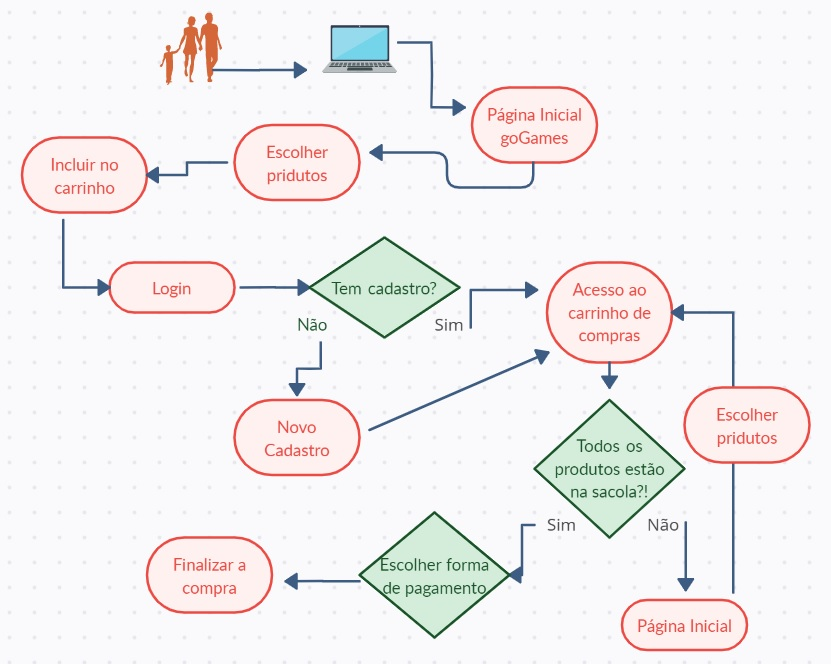 Página Inicial
goGames
Escolher
pridutos
Incluir no
carrinho
Login
Tem cadastro?
Não
Sim
Acesso ao
carrinho de
compras
Novo
Cadastro
Escolher
pridutos
Todos os
produtos estão
na sacola?!
Sim
Não
Escolher forma
de pagamento
Finalizar a
compra
Página Inicial